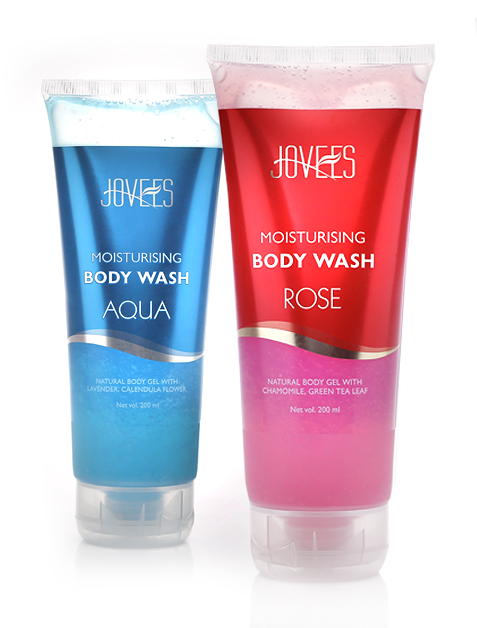 JOVEES
MOISTURISING
BODY WASH
AQUA
NATURAL BODY GEL WITH
LAVENDER, CALENDULA FLOWER
Net vol. 200 ml
JOVEES
MOISTURISING
BODY WASH
ROSE
NATURAL BODY GEL WITH
CHAMOMILE, GREEN TEA LEAF
Net vol. 200 ml